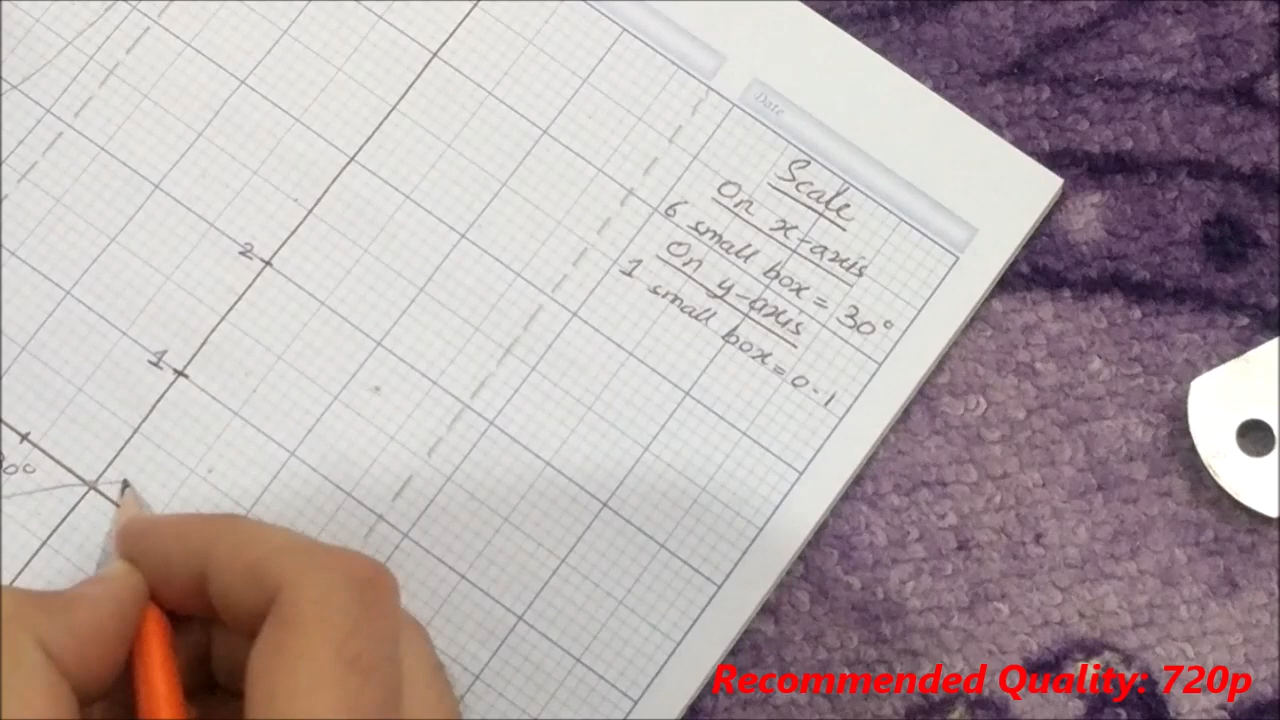 Date
Scale
On x-axis
6 small box = 30°
On y-axis
1 small box = 0.1
2
1
Recommended Quality: 720p